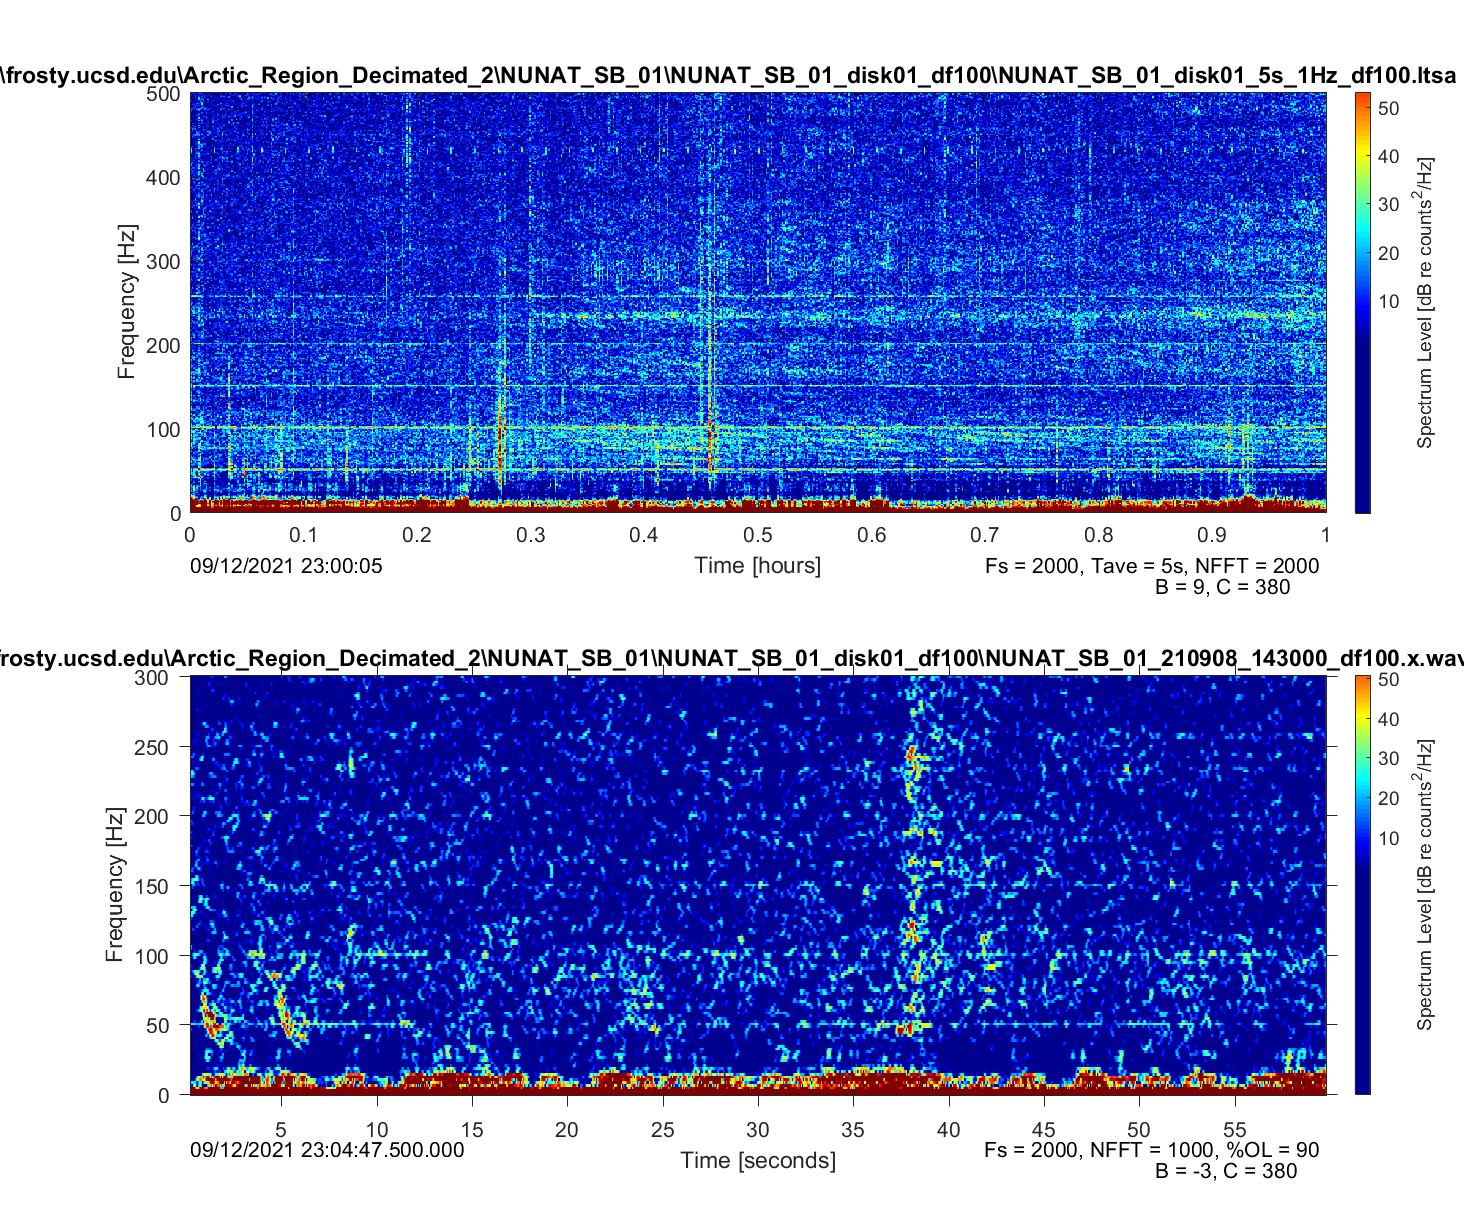 \frosty.ucsd.edu\Arctic_Region_Decimated_2\NUNAT_SB_01\NUNAT_SB_01_disk01_df100\NUNAT_SB_01_disk01_5s_1Hz_df100.ltsa
500
400
300
200
100
0
Frequency [Hz]
0 0.1 0.2 0.3 0.4 0.5 0.6 0.7 0.8 0.9 1
Time [hours]
09/12/2021 23:00:05
Fs = 2000, Tave = 5s, NFFT = 2000
B = 9, C = 380
50
40
30
20
10
Spectrum Level [dB re counts²/Hz]
frosty.ucsd.edu\Arctic_Region_Decimated_2\NUNAT_SB_01\NUNAT_SB_01_disk01_df100\NUNAT_SB_01_210908_143000_df100.x.wav
300
250
200
150
100
50
0
Frequency [Hz]
5 10 15 20 25 30 35 40 45 50 55
Time [seconds]
09/12/2021 23:04:47.500.000
Fs = 2000, NFFT = 1000, %OL = 90
B = -3, C = 380
50
40
30
20
10
Spectrum Level [dB re counts²/Hz]